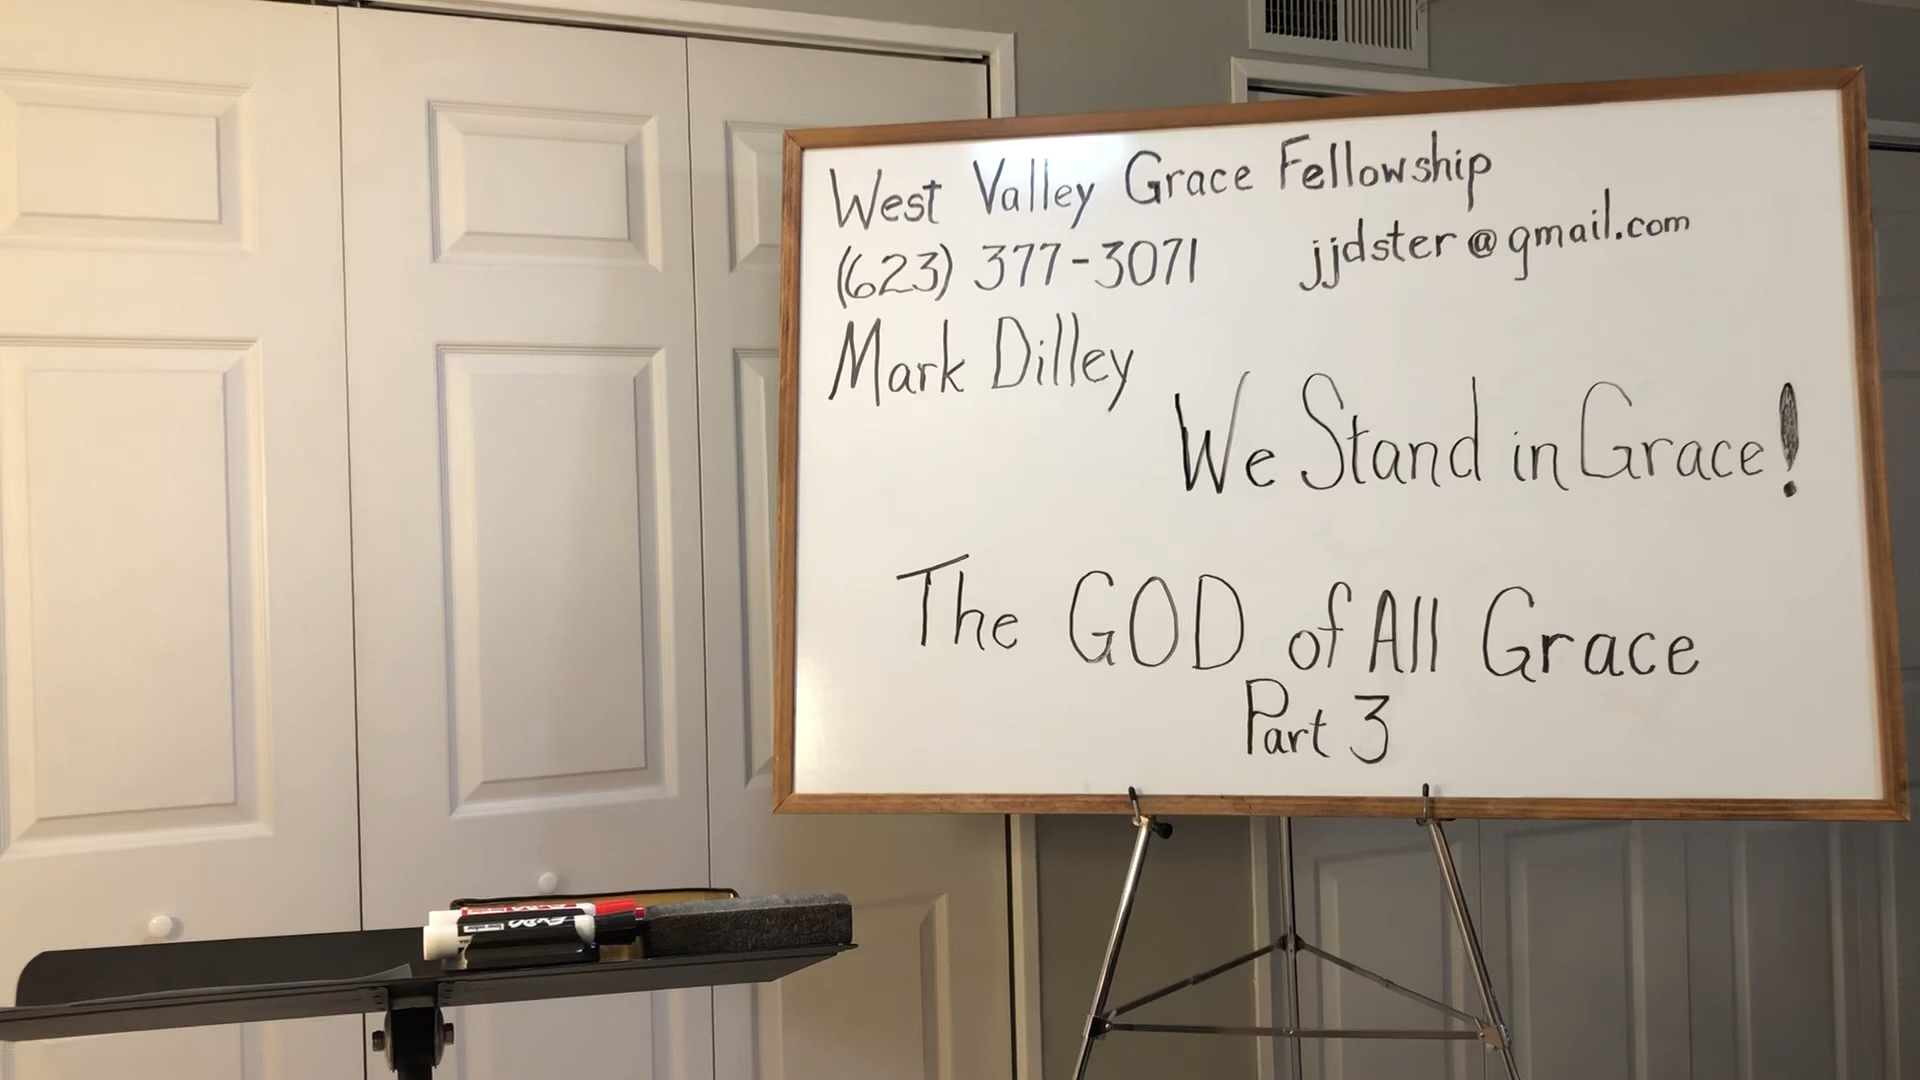 West Valley Grace Fellowship
(623) 377-3071 jjdster@gmail.com
Mark Dilley
We Stand in Grace!
The GOD of All Grace
Part 3
EXPO